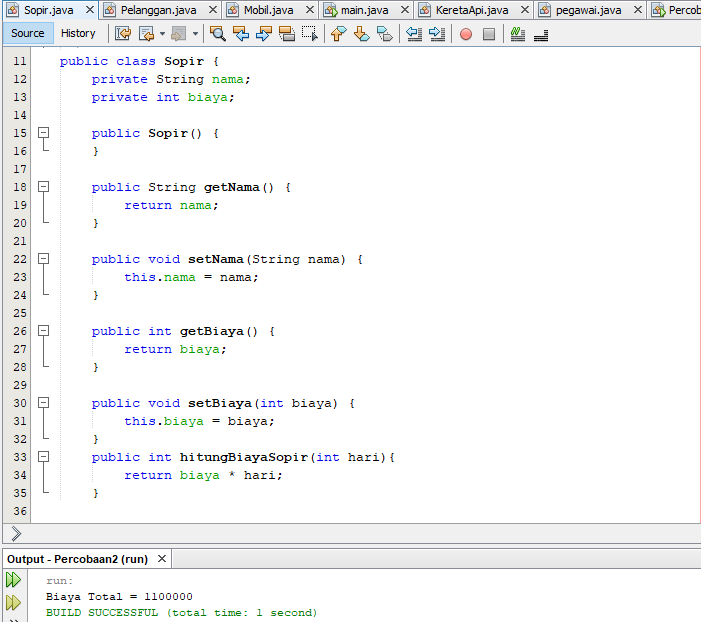 Sopir.java × Pelanggan.java × Mobil.java × main.java × KeretaApi.java × pegawai.java ×
Source History
11 public class Sopir {
12 private String nama;
13 private int biaya;
14
15 public Sopir() {
16 }
17
18 public String getNama() {
19 return nama;
20 }
21
22 public void setNama(String nama) {
23 this.nama = nama;
24 }
25
26 public int getBiaya() {
27 return biaya;
28 }
29
30 public void setBiaya(int biaya) {
31 this.biaya = biaya;
32 }
33 public int hitungBiayaSopir(int hari){
34 return biaya * hari;
35 }
36
Output - Percobaan2 (run) ×
run:
Biaya Total = 1100000
BUILD SUCCESSFUL (total time: 1 second)